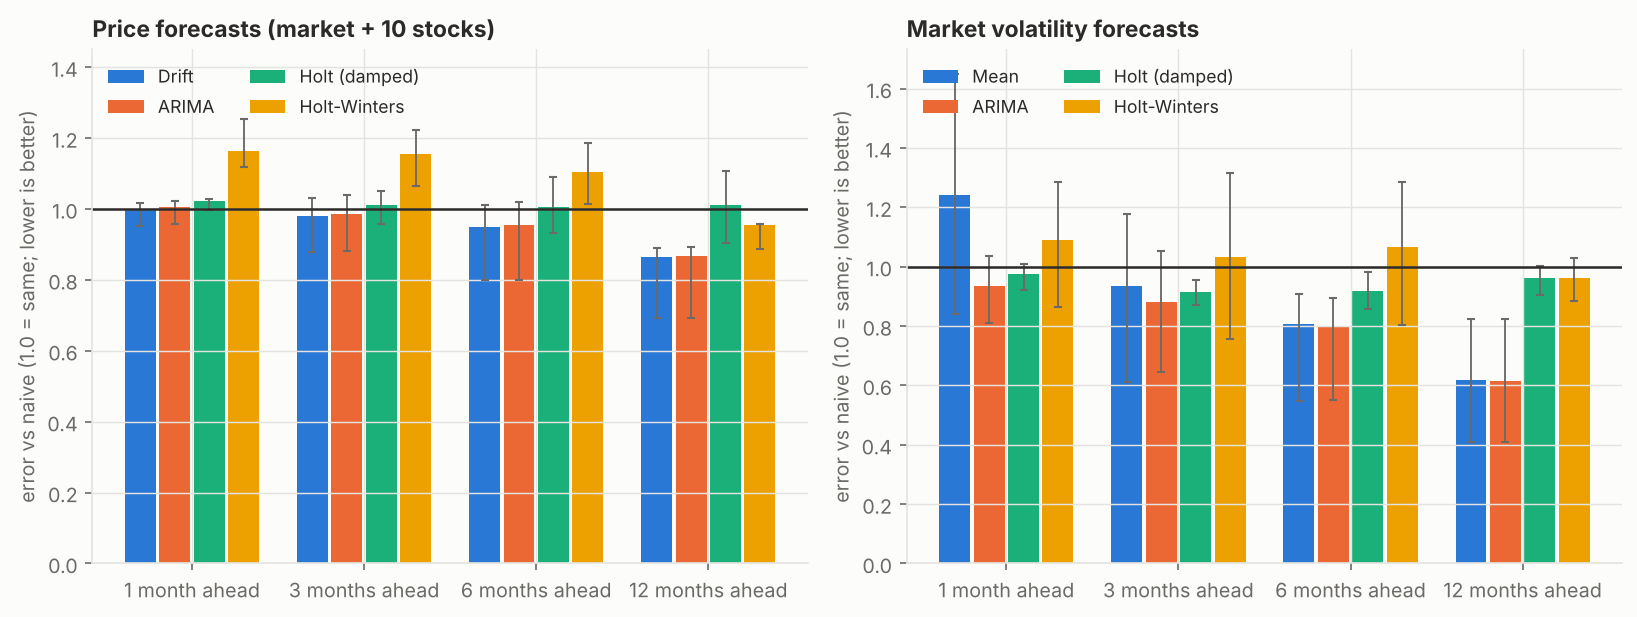 Price forecasts (market + 10 stocks)
error vs naive (1.0 = same; lower is better)
Drift
Holt (damped)
ARIMA
Holt-Winters
1.4
1.2
1.0
0.8
0.6
0.4
0.2
0.0
1 month ahead
3 months ahead
6 months ahead
12 months ahead
Market volatility forecasts
error vs naive (1.0 = same; lower is better)
Mean
Holt (damped)
ARIMA
Holt-Winters
1.6
1.4
1.2
1.0
0.8
0.6
0.4
0.2
0.0
1 month ahead
3 months ahead
6 months ahead
12 months ahead